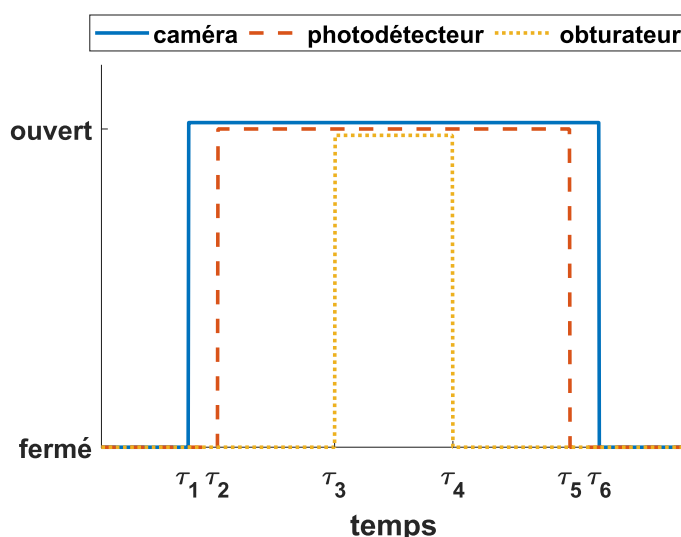 caméra photodétecteur obturateur
ouvert
fermé
τ1 τ2 τ3 τ4 τ5 τ6
temps